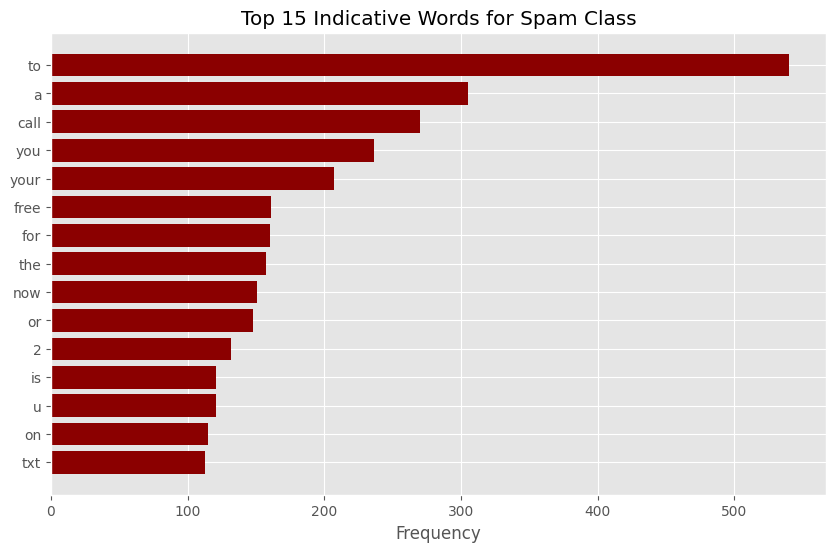 Top 15 Indicative Words for Spam Class
to
a
call
you
your
free
for
the
now
or
2
is
u
on
txt
0 100 200 300 400 500
Frequency